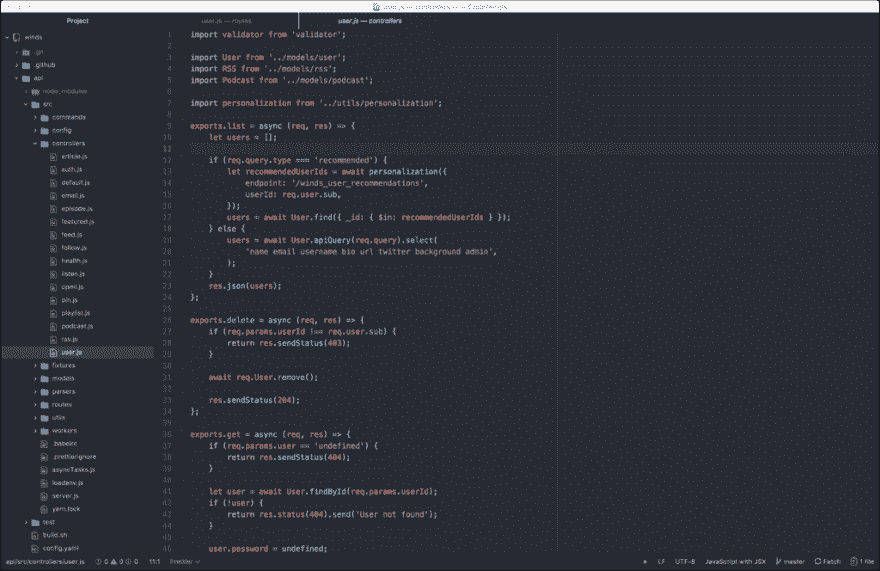 user.js — controllers — ~/Code/winds
Project
user.js — routes
user.js — controllers
winds
.git
.github
api
node_modules
src
commands
config
controllers
article.js
auth.js
default.js
email.js
episode.js
featured.js
feed.js
follow.js
health.js
listen.js
opml.js
pin.js
playlist.js
podcast.js
rss.js
user.js
fixtures
models
parsers
routes
utils
workers
.babelrc
.prettierignore
asyncTasks.js
loadenv.js
server.js
yarn.lock
test
build.sh
config.yaml
1 import validator from 'validator';
2
3 import User from '../models/user';
4 import RSS from '../models/rss';
5 import Podcast from '../models/podcast';
6
7 import personalization from '../utils/personalization';
8
9 exports.list = async (req, res) => {
10 let users = [];
11
12 if (req.query.type === 'recommended') {
13 let recommendedUserIds = await personalization({
14 endpoint: '/winds_user_recommendations',
15 userId: req.user.sub,
16 });
17 users = await User.find({ _id: { $in: recommendedUserIds } });
18 } else {
19 users = await User.apiQuery(req.query).select(
20 'name email username bio url twitter background admin',
21 );
22 }
23 res.json(users);
24 };
25
26 exports.delete = async (req, res) => {
27 if (req.params.userId !== req.user.sub) {
28 return res.sendStatus(403);
29 }
30
31 await req.User.remove();
32
33 res.sendStatus(204);
34 };
35
36 exports.get = async (req, res) => {
37 if (req.params.user == 'undefined') {
38 return res.sendStatus(404);
39 }
40
41 let user = await User.findById(req.params.userId);
42 if (!user) {
43 return res.status(404).send('User not found');
44 }
45
46 user.password = undefined;
api/src/controllers/user.js 0 0 0 11:1 Prettier LF UTF-8 JavaScript with JSX master Fetch 1 file